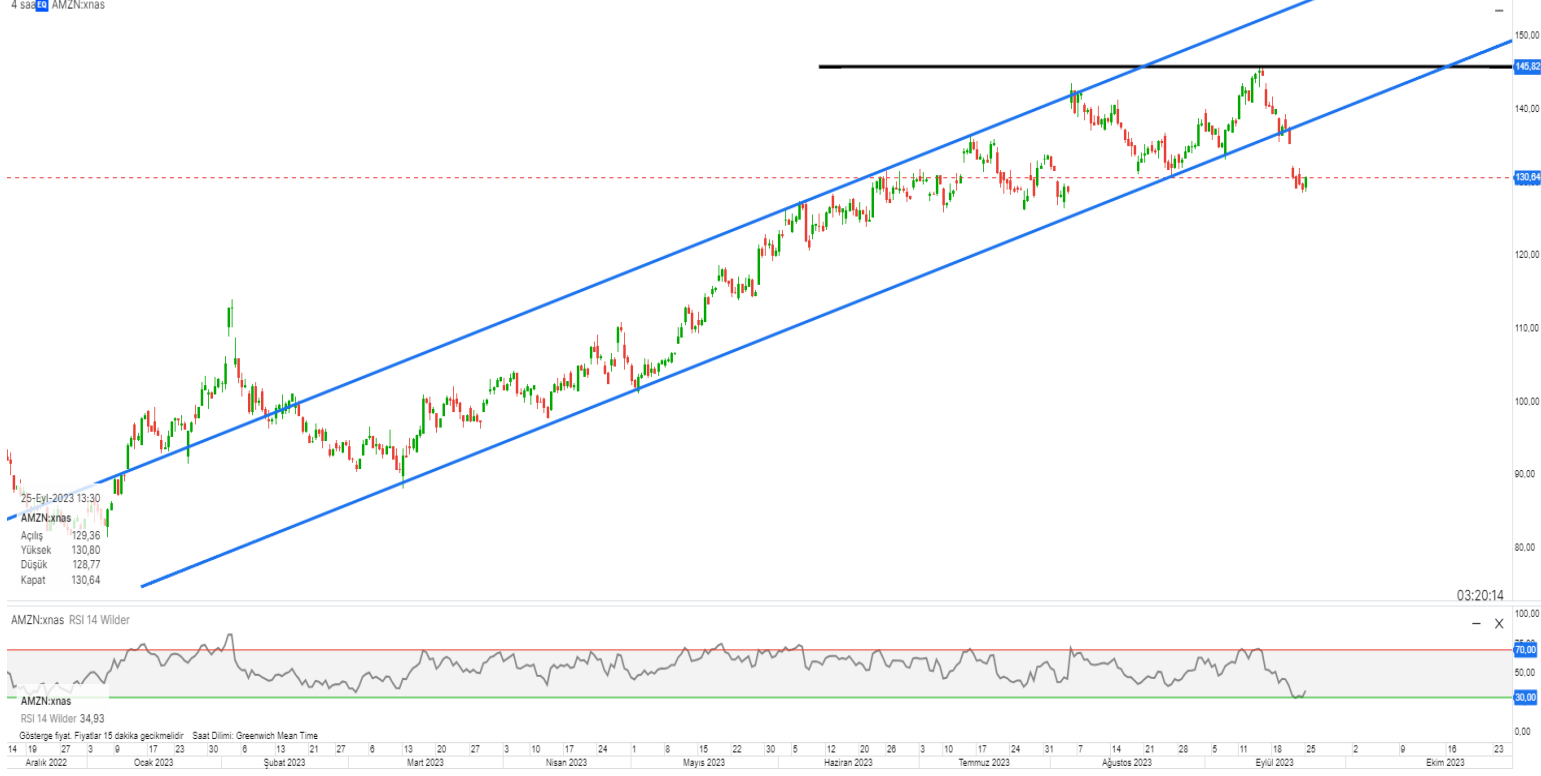 4 saa EQ AMZN:xnas
150,00
145,82
140,00
130,64
120,00
110,00
100,00
90,00
80,00
25-Eyl-2023 13:30
AMZN:xnas
Açılış 129,36
Yüksek 130,80
Düşük 128,77
Kapat 130,64
03:20:14
AMZN:xnas RSI 14 Wilder
100,00
70,00
50,00
30,00
0,00
AMZN:xnas
RSI 14 Wilder 34,93
Gösterge fiyat. Fiyatlar 15 dakika gecikmelidir Saat Dilimi: Greenwich Mean Time
14 19 27 3 9 17 23 30 6 13 21 27 6 13 20 27 3 10 17 24 1 8 15 22 30 5 12 20 26 3 10 17 24 31 7 14 21 28 5 11 18 25 2 9 16 23
Aralık 2022 Ocak 2023 Şubat 2023 Mart 2023 Nisan 2023 Mayıs 2023 Haziran 2023 Temmuz 2023 Ağustos 2023 Eylül 2023 Ekim 2023